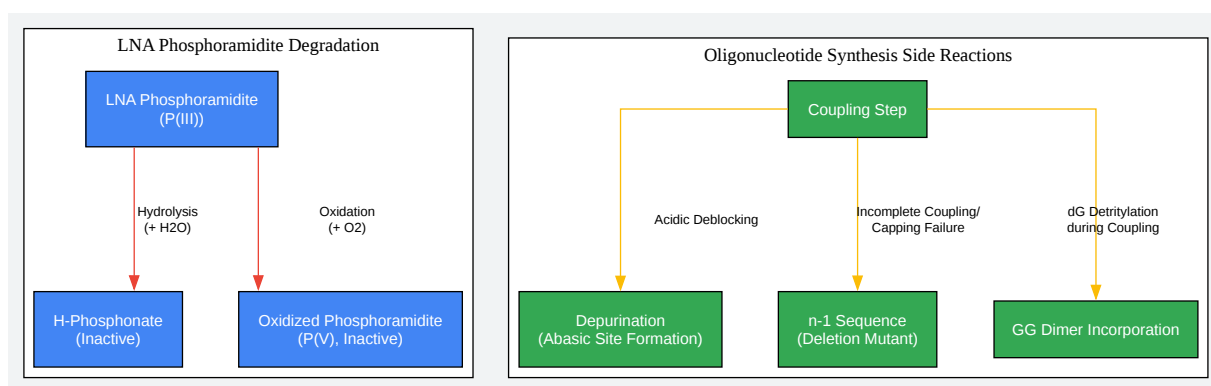 LNA Phosphoramidite Degradation
LNA Phosphoramidite
(P(III))
Hydrolysis
(+ H2O)
Oxidation
(+ O2)
H-Phosphonate
(Inactive)
Oxidized Phosphoramidite
(P(V), Inactive)
Oligonucleotide Synthesis Side Reactions
Coupling Step
Acidic Deblocking
Incomplete Coupling/
Capping Failure
dG Detritylation
during Coupling
Depurination
(Abasic Site Formation)
n-1 Sequence
(Deletion Mutant)
GG Dimer Incorporation